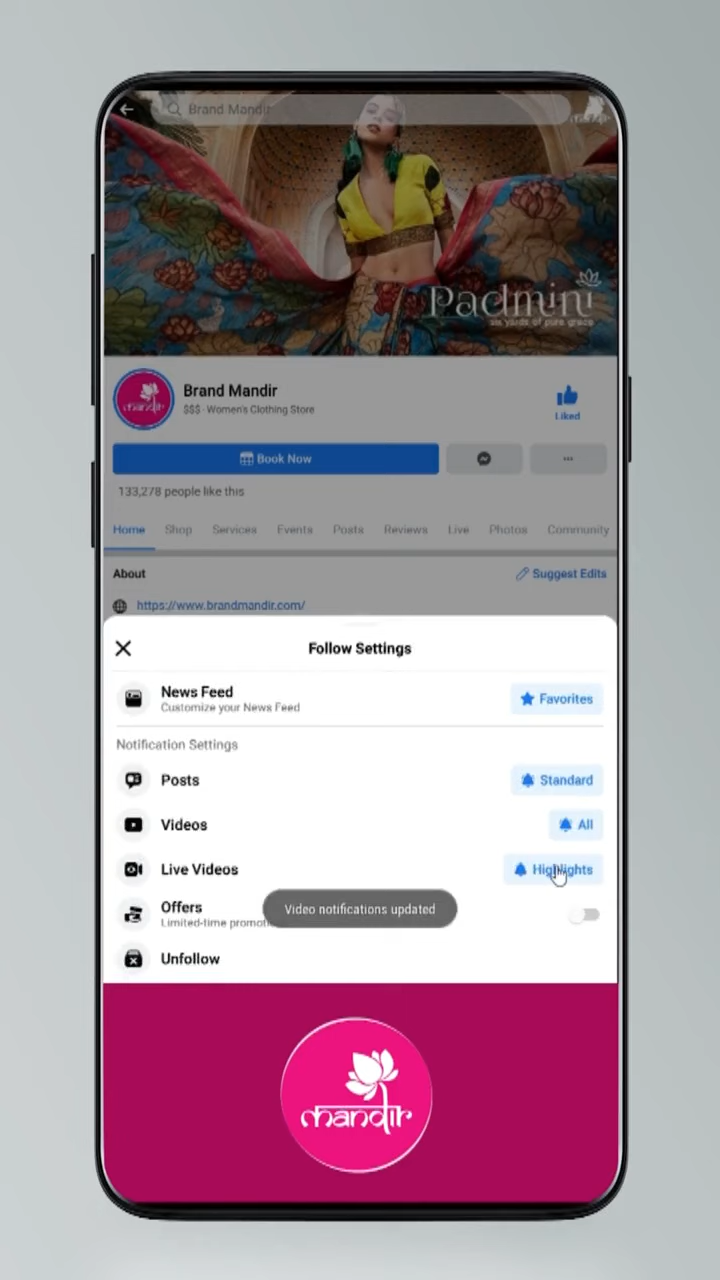 Brand Mandir
Padmini
six yards of pure grace
mandir
Brand Mandir
$$$ · Women's Clothing Store
Liked
Book Now
...
133,278 people like this
Home Shop Services Events Posts Reviews Live Photos Community
About
Suggest Edits
https://www.brandmandir.com/
Follow Settings
News Feed
Customize your News Feed
Favorites
Notification Settings
Posts
Standard
Videos
All
Live Videos
Highlights
Offers
Limited-time
Video notifications updated
Unfollow
mandir